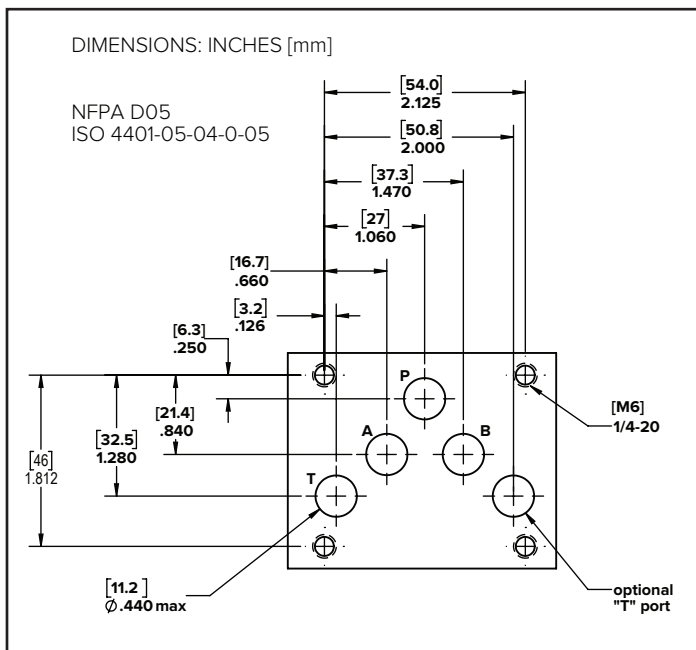 DIMENSIONS: INCHES [mm]
NFPA D05
ISO 4401-05-04-0-05
[54.0]
2.125
[50.8]
2.000
[37.3]
1.470
[27]
1.060
[16.7]
.660
[3.2]
.126
[6.3]
.250
P
[M6]
1/4-20
[21.4]
.840
A
B
[32.5]
1.280
[46]
1.812
T
[11.2]
Ø.440 max
optional
"T" port